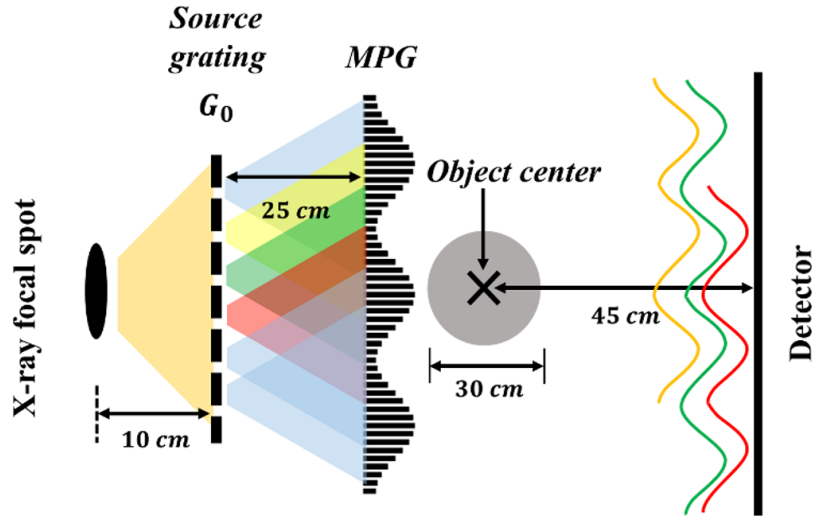 Source
grating
G₀
MPG
X-ray focal spot
25 cm
Object center
10 cm
30 cm
45 cm
Detector